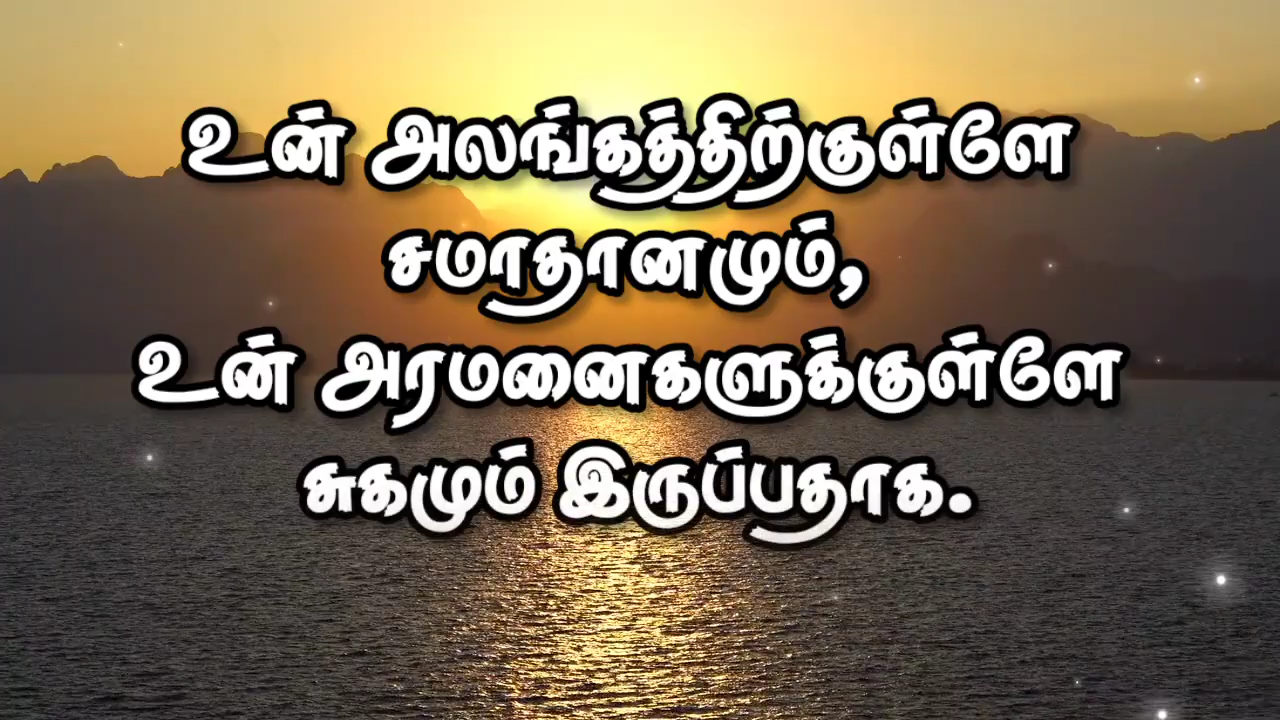 உன் அலங்கத்திற்குள்ளே
சமாதானமும்,
உன் அரமனைகளுக்குள்ளே
சுகமும் இருப்பதாக.